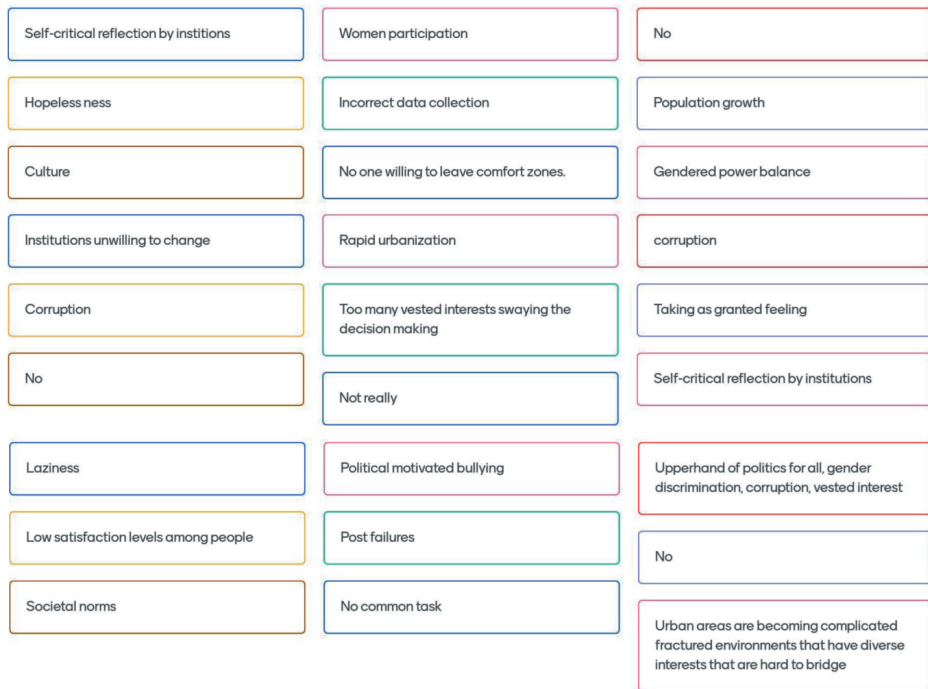 Self-critical reflection by institions
Hopeless ness
Culture
Institutions unwilling to change
Corruption
No
Women participation
Incorrect data collection
No one willing to leave comfort zones.
Rapid urbanization
Too many vested interests swaying the
decision making
Not really
No
Population growth
Gendered power balance
corruption
Taking as granted feeling
Self-critical reflection by institutions
Laziness
Low satisfaction levels among people
Societal norms
Political motivated bullying
Post failures
No common task
Upperhand of politics for all, gender
discrimination, corruption, vested interest
No
Urban areas are becoming complicated
fractured environments that have diverse
interests that are hard to bridge